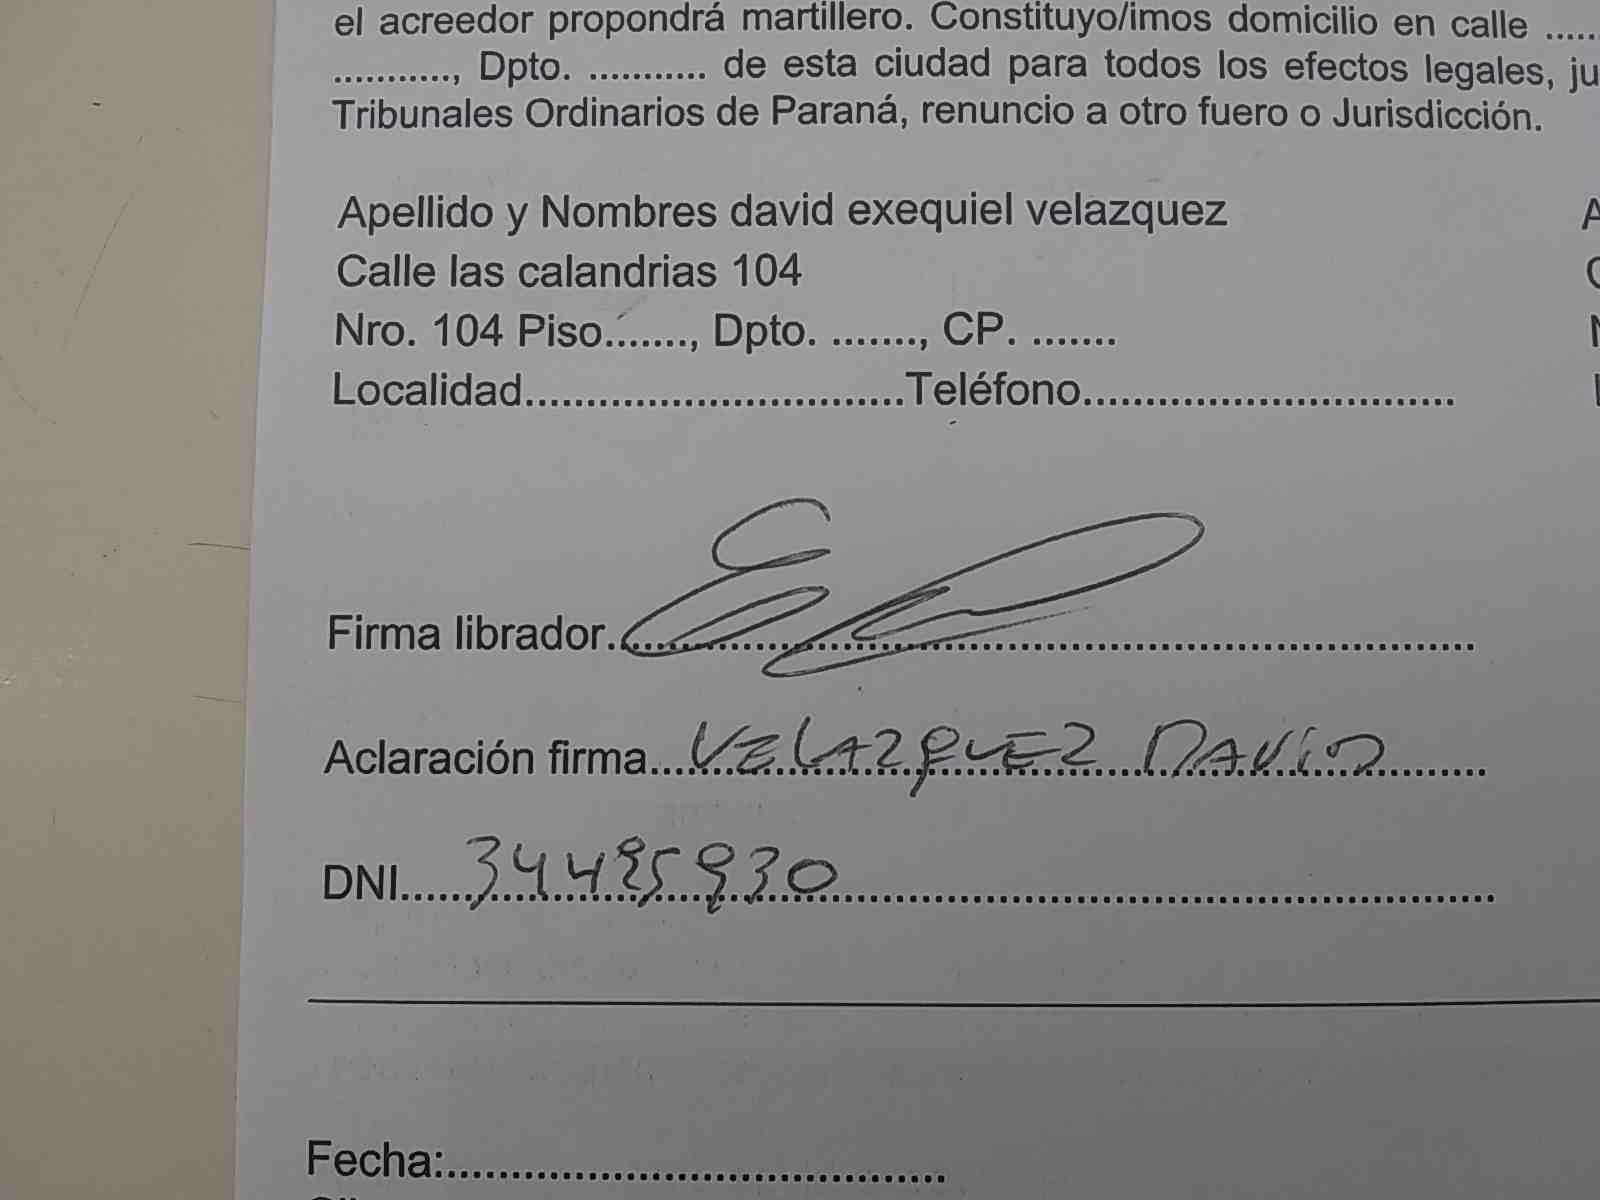 el acreedor propondrá martillero. Constituyo/imos domicilio en calle .....
..........., Dpto. ........... de esta ciudad para todos los efectos legales, ju
Tribunales Ordinarios de Paraná, renuncio a otro fuero o Jurisdicción.
Apellido y Nombres david exequiel velazquez
Calle las calandrias 104
Nro. 104 Piso......., Dpto. ......., CP. .......
Localidad...............................Teléfono..............................
Firma librador......................................................................
Aclaración firma...VELAZQUEZ DAVID.........
DNI.....34495930......................................................
Fecha:.......................................